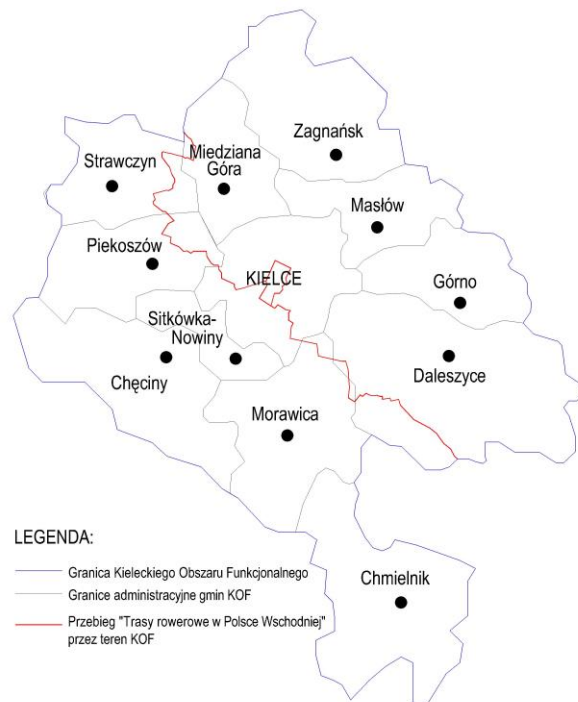 Zagnańsk
Miedziana
Góra
Strawczyn
Masłów
Piekoszów
KIELCE
Górno
Sitkówka-
Nowiny
Chęciny
Daleszyce
Morawica
LEGENDA:
Granica Kieleckiego Obszaru Funkcjonalnego
Granice administracyjne gmin KOF
Przebieg "Trasy rowerowe w Polsce Wschodniej"
przez teren KOF
Chmielnik